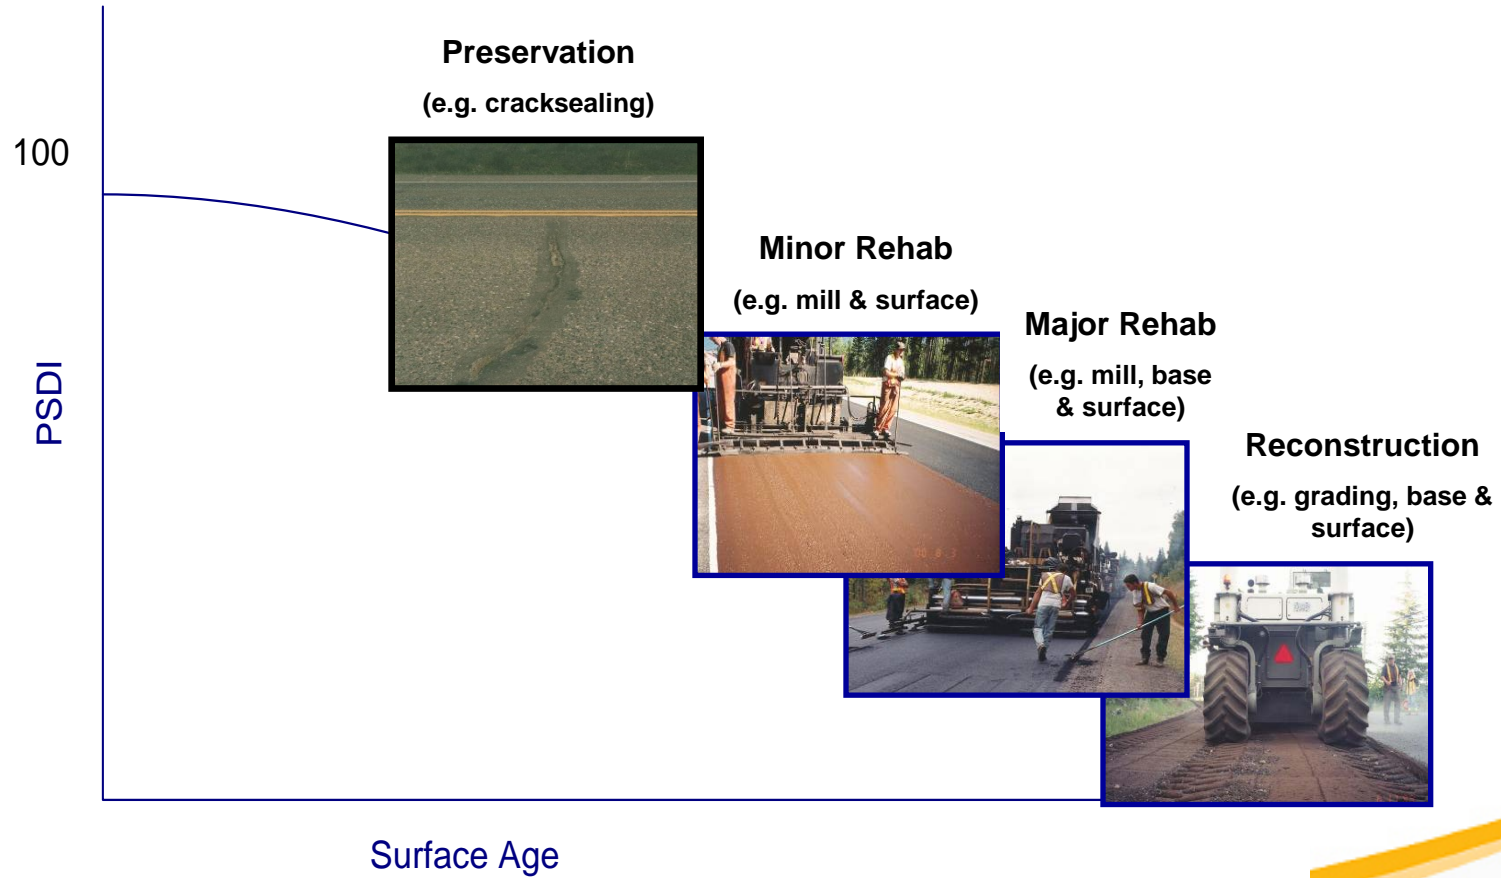 Preservation
(e.g. cracksealing)
100
Minor Rehab
(e.g. mill & surface)
Major Rehab
(e.g. mill, base
& surface)
PSDI
Reconstruction
(e.g. grading, base &
surface)
Surface Age